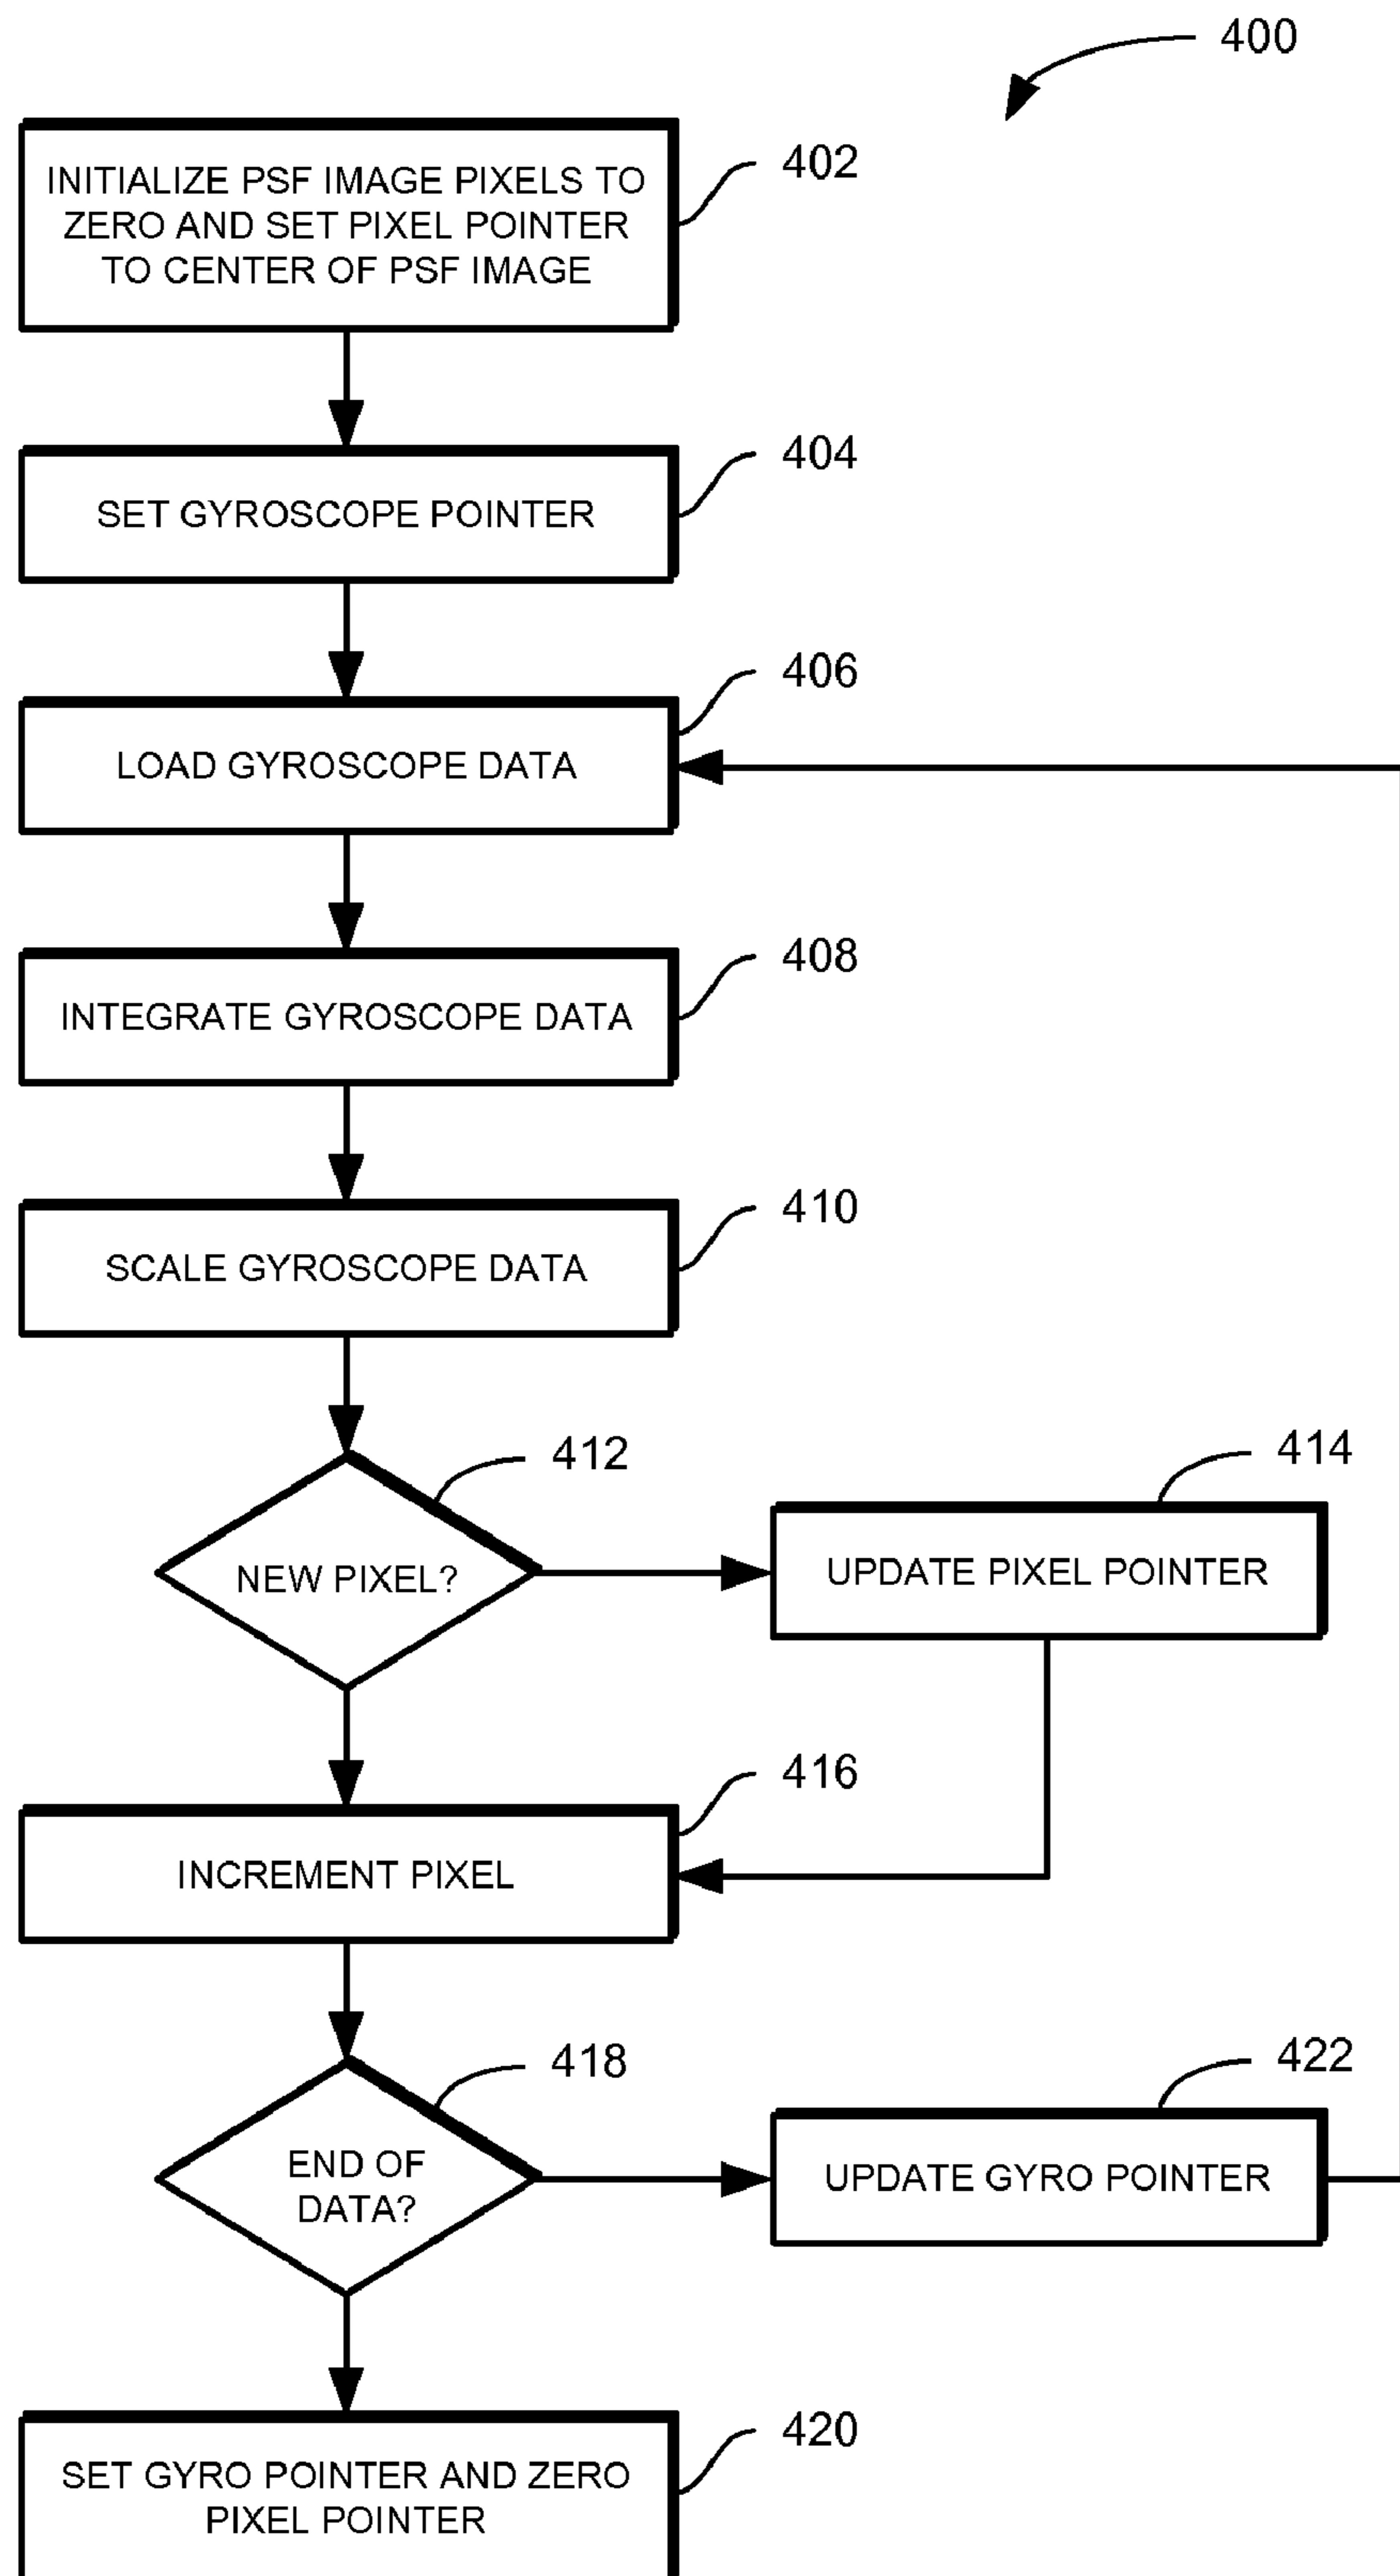 400
INITIALIZE PSF IMAGE PIXELS TO
ZERO AND SET PIXEL POINTER
TO CENTER OF PSF IMAGE
402
SET GYROSCOPE POINTER
404
LOAD GYROSCOPE DATA
406
INTEGRATE GYROSCOPE DATA
408
SCALE GYROSCOPE DATA
410
NEW PIXEL?
412
UPDATE PIXEL POINTER
414
INCREMENT PIXEL
416
END OF
DATA?
418
UPDATE GYRO POINTER
422
SET GYRO POINTER AND ZERO
PIXEL POINTER
420